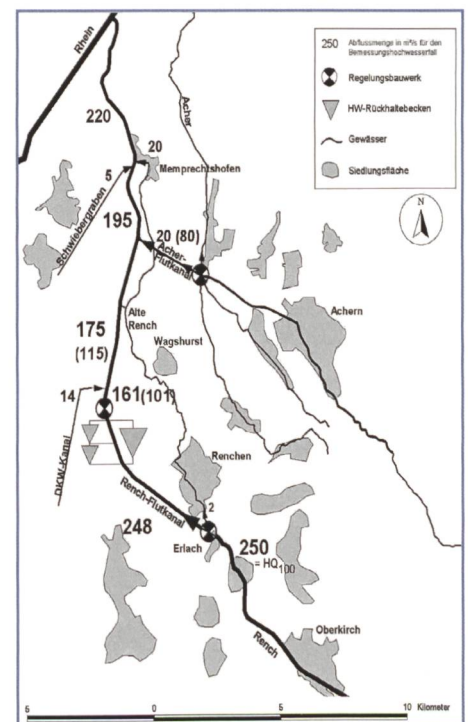 250 Abflussmenge in m³/s für den
Bemessungshochwasserfall
Regelungsbauwerk
HW-Rückhaltebecken
Gewässer
Siedlungsfläche
N
Rhein
Acher
220
20
Memprechtshofen
5
Schwiebergraben
195
20 (80)
Acher-
Flutkanal
Achern
Alte
Rench
175
(115)
Wagshurst
14
161(101)
DKW-Kanal
Renchen
Rench-Flutkanal
2
248
Erlach
250
= HQ100
Rench
Oberkirch
5 0 5 10 Kilometer